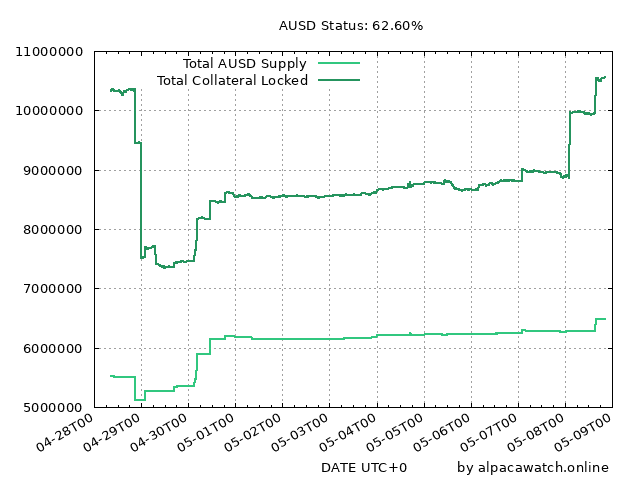 AUSD Status: 62.60%
Total AUSD Supply
Total Collateral Locked
11000000
10000000
9000000
8000000
7000000
6000000
5000000
04-28T00
04-29T00
04-30T00
05-01T00
05-02T00
05-03T00
05-04T00
05-05T00
05-06T00
05-07T00
05-08T00
05-09T00
DATE UTC+0
by alpacawatch.online